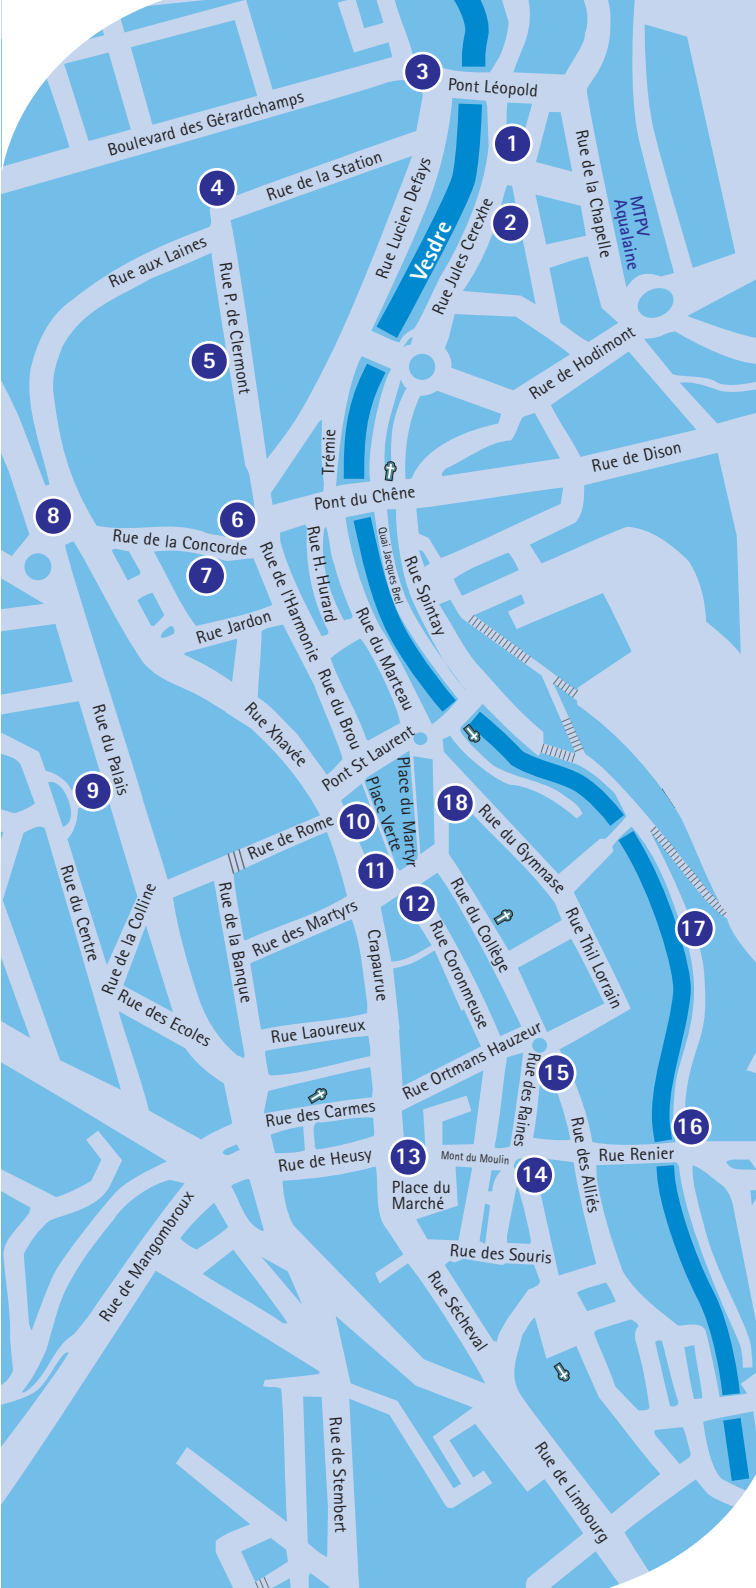 3
Pont Léopold
Boulevard des Gérardchamps
1
Rue de la Station
4
Rue Lucien Defays
Rue de la Chapelle
MTPV
Aqualaine
2
Vesdre
Rue Jules Cerexhe
Rue aux Laines
Rue P. de Clermont
5
Rue de Hodimont
Trémie
Rue de Dison
Pont du Chêne
8
6
Rue de la Concorde
7
Rue de l'Harmonie
Rue H. Hurard
Quai Jacques Brel
Rue Spintay
Rue Jardon
Rue du Marteau
Rue du Brou
Rue Xhavée
Pont St Laurent
Rue du Palais
9
Place Verte
Place du Martyr
10
18
Rue du Gymnase
Rue de Rome
11
12
Rue du Centre
Rue de la Colline
Rue de la Banque
Rue des Martyrs
Rue du Collège
Rue Coronmeuse
Rue Thil Lorrain
17
Crapaurue
Rue des Ecoles
Rue Laoureux
Rue Ortmans Hauzeur
15
Rue des Raines
Rue des Carmes
16
Rue de Heusy
13
Mont du Moulin
14
Rue des Alliés
Rue Renier
Place du
Marché
Rue de Mangombroux
Rue des Souris
Rue Sécheval
Rue de Stembert
Rue de Limbourg